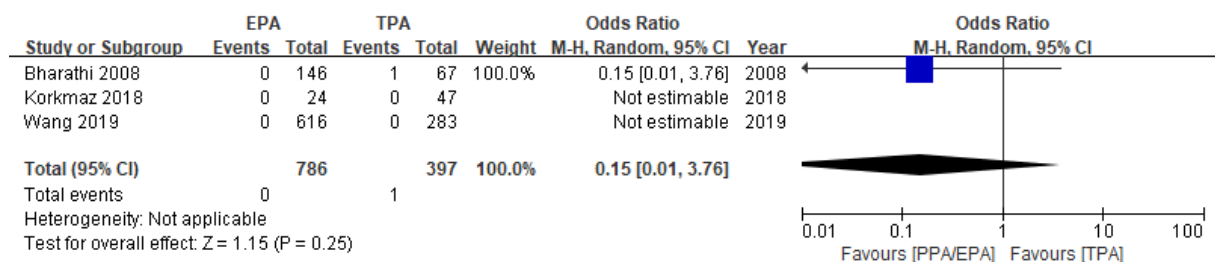 EPA TPA Odds Ratio Odds Ratio
Study or Subgroup Events Total Events Total Weight M-H, Random, 95% CI Year M-H, Random, 95% CI
Bharathi 2008 0 146 1 67 100.0% 0.15 [0.01, 3.76] 2008
Korkmaz 2018 0 24 0 47 Not estimable 2018
Wang 2019 0 616 0 283 Not estimable 2019
Total (95% CI) 786 397 100.0% 0.15 [0.01, 3.76]
Total events 0 1
Heterogeneity: Not applicable
Test for overall effect: Z = 1.15 (P = 0.25)
0.01 0.1 1 10 100
Favours [PPA/EPA] Favours [TPA]